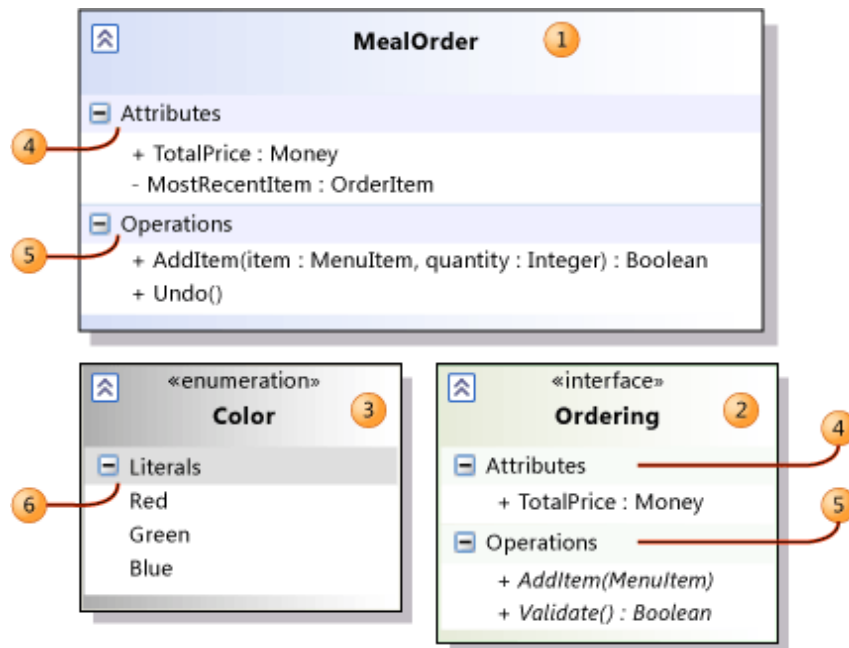 MealOrder 1
Attributes
4
+ TotalPrice : Money
- MostRecentItem : OrderItem
Operations
5
+ AddItem(item : MenuItem, quantity : Integer) : Boolean
+ Undo()
«enumeration»
Color 3
Literals
6
Red
Green
Blue
«interface»
Ordering 2
4
Attributes
+ TotalPrice : Money
5
Operations
+ AddItem(MenuItem)
+ Validate() : Boolean